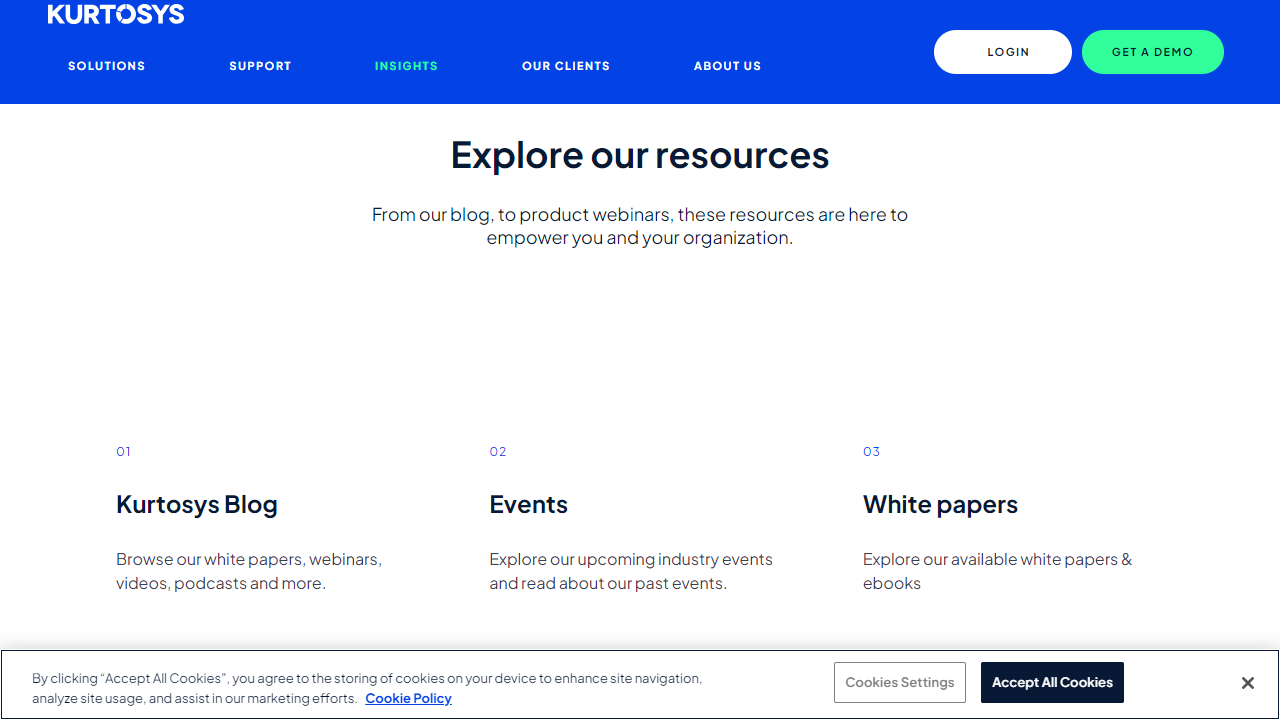 KURTOSYS
SOLUTIONS
SUPPORT
INSIGHTS
OUR CLIENTS
ABOUT US
LOGIN
GET A DEMO
Explore our resources
From our blog, to product webinars, these resources are here to
empower you and your organization.
01
Kurtosys Blog
Browse our white papers, webinars,
videos, podcasts and more.
02
Events
Explore our upcoming industry events
and read about our past events.
03
White papers
Explore our available white papers &
ebooks
By clicking “Accept All Cookies”, you agree to the storing of cookies on your device to enhance site navigation,
analyze site usage, and assist in our marketing efforts. Cookie Policy
Cookies Settings
Accept All Cookies